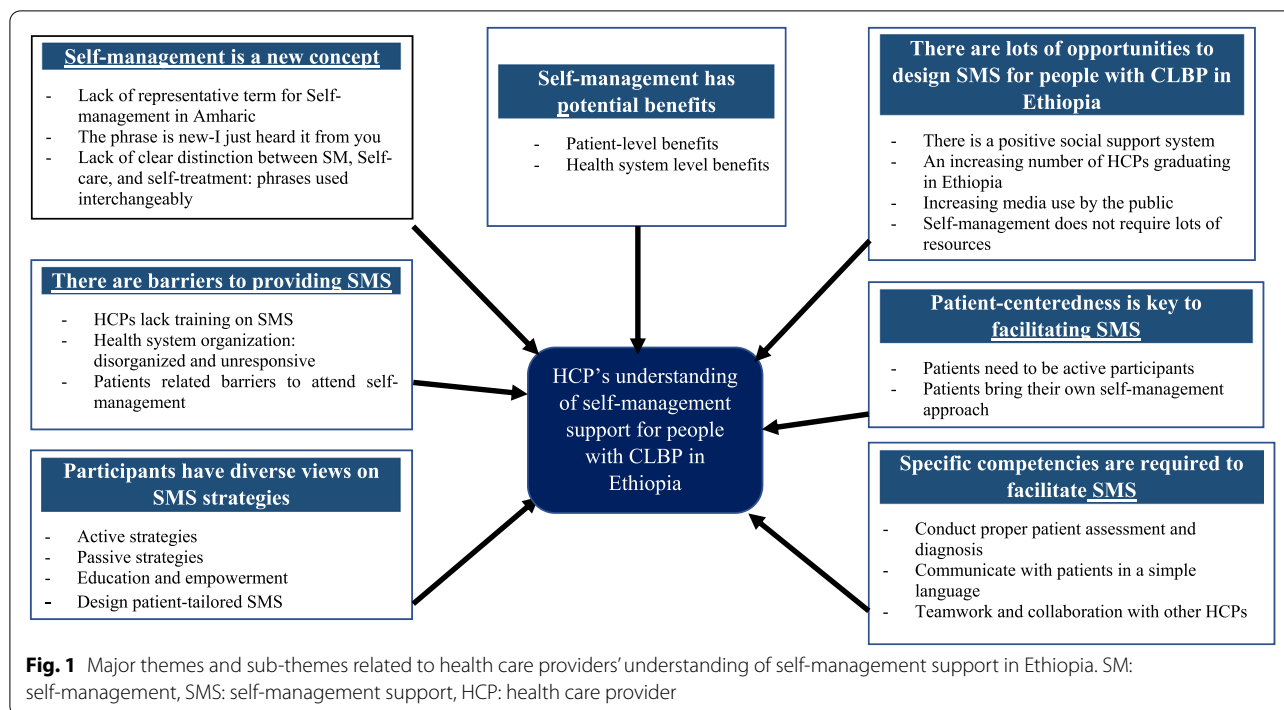 Self-management is a new concept
- Lack of representative term for Self-
management in Amharic
- The phrase is new-I just heard it from you
- Lack of clear distinction between SM, Self-
care, and self-treatment: phrases used
interchangeably
Self-management has
potential benefits
- Patient-level benefits
- Health system level benefits
There are lots of opportunities to
design SMS for people with CLBP in
Ethiopia
- There is a positive social support system
- An increasing number of HCPs graduating
in Ethiopia
- Increasing media use by the public
- Self-management does not require lots of
resources
There are barriers to providing SMS
- HCPs lack training on SMS
- Health system organization:
disorganized and unresponsive
- Patients related barriers to attend self-
management
HCP's understanding
of self-management
support for people
with CLBP in
Ethiopia
Patient-centeredness is key to
facilitating SMS
- Patients need to be active participants
- Patients bring their own self-management
approach
Participants have diverse views on
SMS strategies
- Active strategies
- Passive strategies
- Education and empowerment
- Design patient-tailored SMS
Specific competencies are required to
facilitate SMS
- Conduct proper patient assessment and
diagnosis
- Communicate with patients in a simple
language
- Teamwork and collaboration with other HCPs
Fig. 1 Major themes and sub-themes related to health care providers' understanding of self-management support in Ethiopia. SM:
self-management, SMS: self-management support, HCP: health care provider